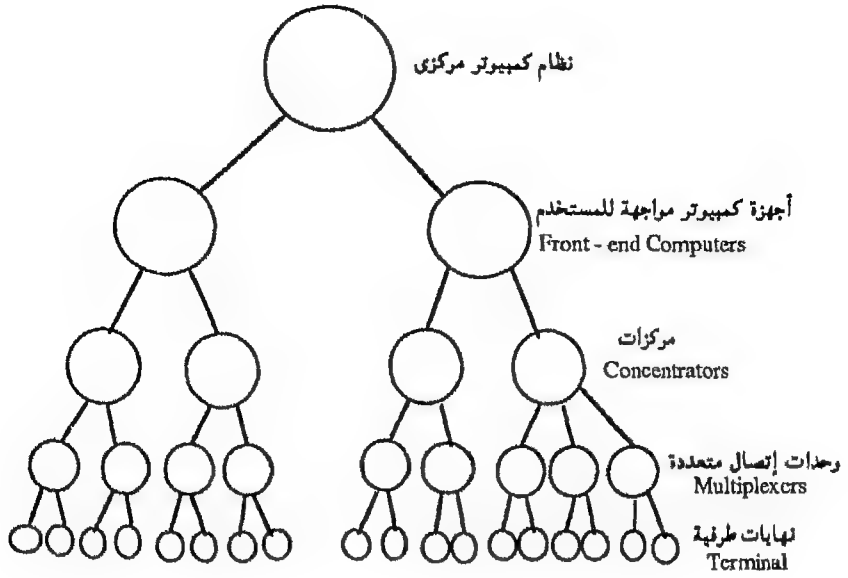 نظام كمبيوتر مركزى
أجهزة كمبيوتر مواجهة للمستخدم
Front - end Computers
مركزات
Concentrators
وحدات إتصال متعددة
Multiplexers
نهايات طرفية
Terminal